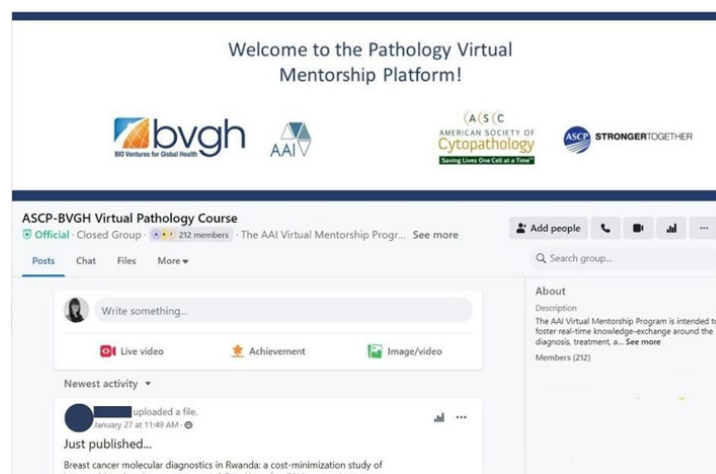 Welcome to the Pathology Virtual
Mentorship Platform!
bvgh
BIO Ventures for Global Health
AAI
(A(S(C
AMERICAN SOCIETY OF
Cytopathology
Saving Lives One Cell at a Time™
ASCP STRONGERTOGETHER
ASCP-BVGH Virtual Pathology Course
Official · Closed Group · 212 members · The AAI Virtual Mentorship Progr... See more
Add people
Posts Chat Files More
Search group...
Write something...
Live video Achievement Image/video
Newest activity
uploaded a file.
January 27 at 11:49 AM ·
Just published...
Breast cancer molecular diagnostics in Rwanda: a cost-minimization study of
About
Description
The AAI Virtual Mentorship Program is intended to
foster real-time knowledge-exchange around the
diagnosis, treatment, a... See more
Members (212)